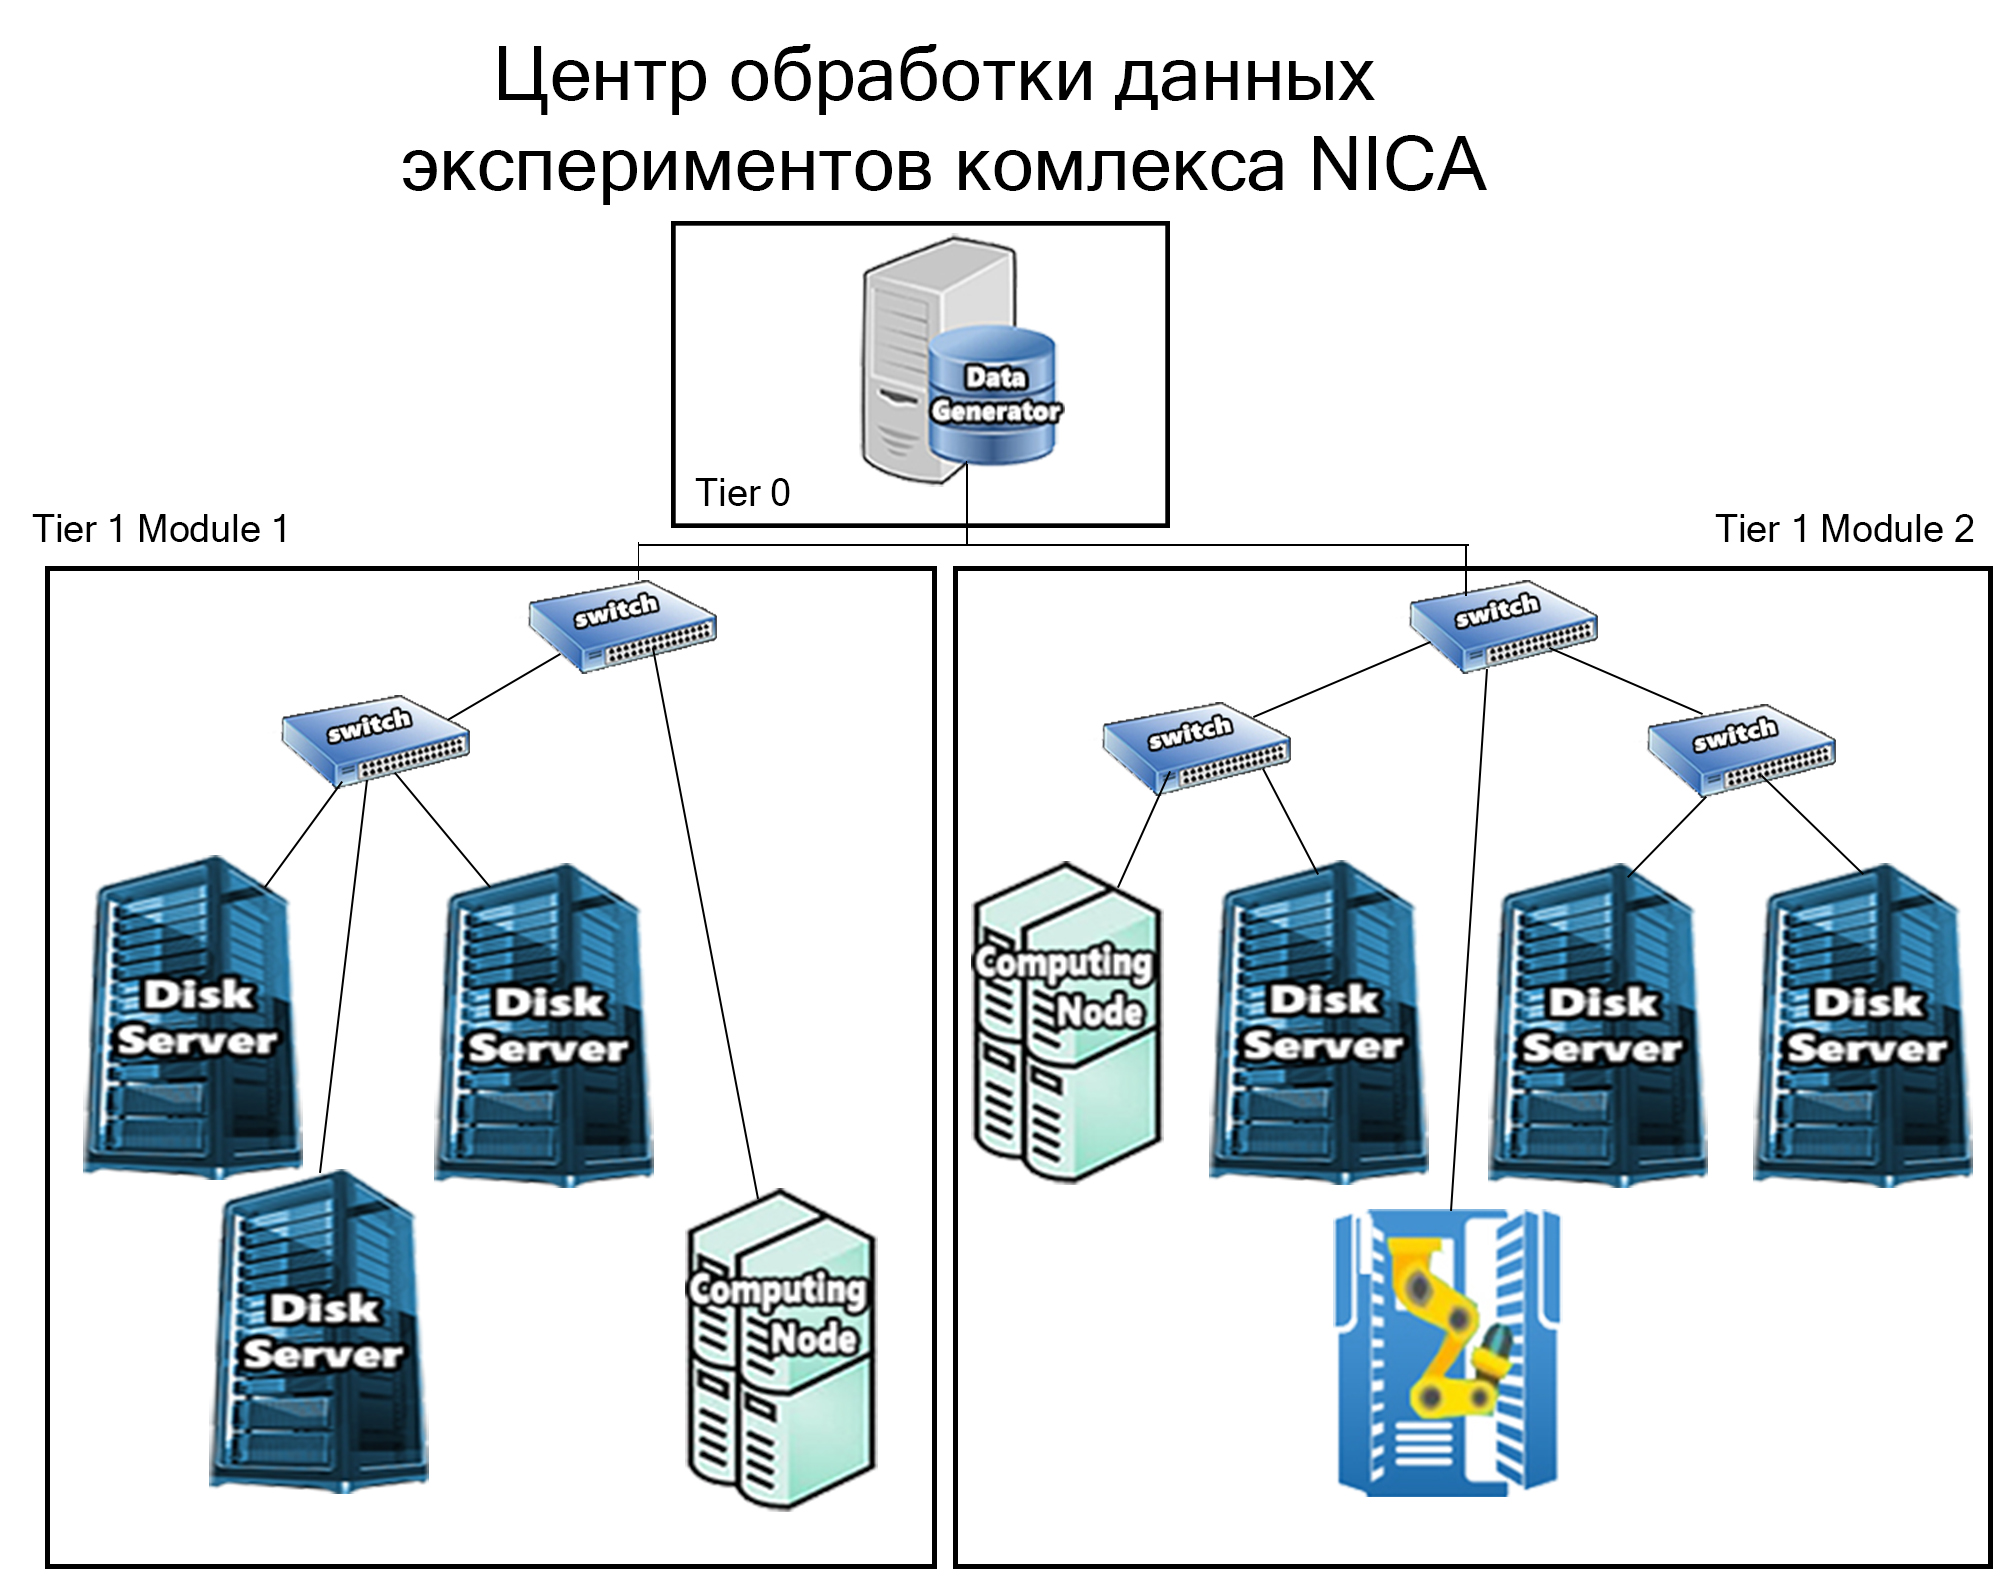 Центр обработки данных
экспериментов комлекса NICA
Data
Generator
Tier 0
Tier 1 Module 1
Tier 1 Module 2
switch
switch
switch
switch
switch
Disk
Server
Disk
Server
Computing
Node
Disk
Server
Disk
Server
Disk
Server
Disk
Server
Computing
Node